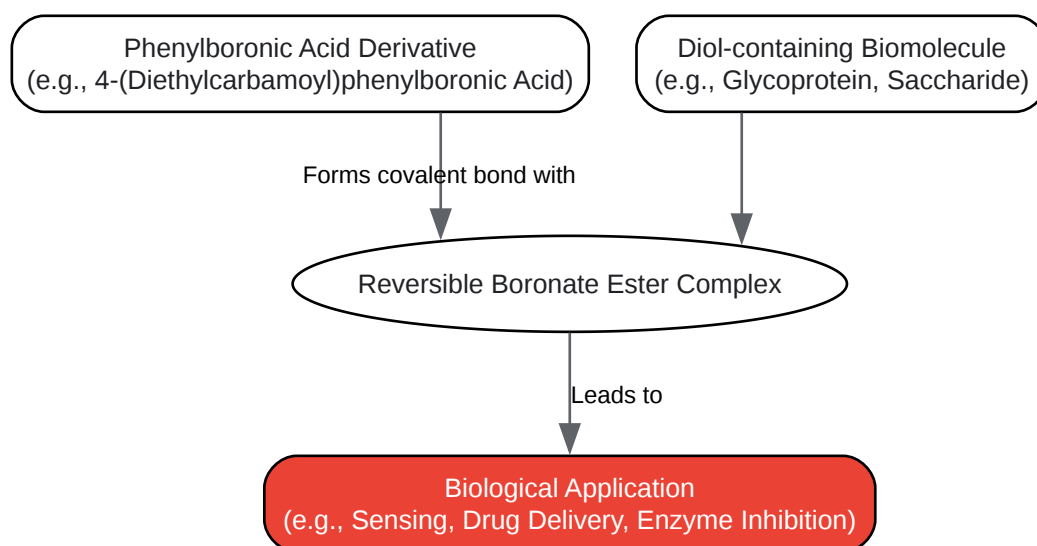 Phenylboronic Acid Derivative
(e.g., 4-(Diethylcarbamoyl)phenylboronic Acid)
Diol-containing Biomolecule
(e.g., Glycoprotein, Saccharide)
Forms covalent bond with
Reversible Boronate Ester Complex
Leads to
Biological Application
(e.g., Sensing, Drug Delivery, Enzyme Inhibition)